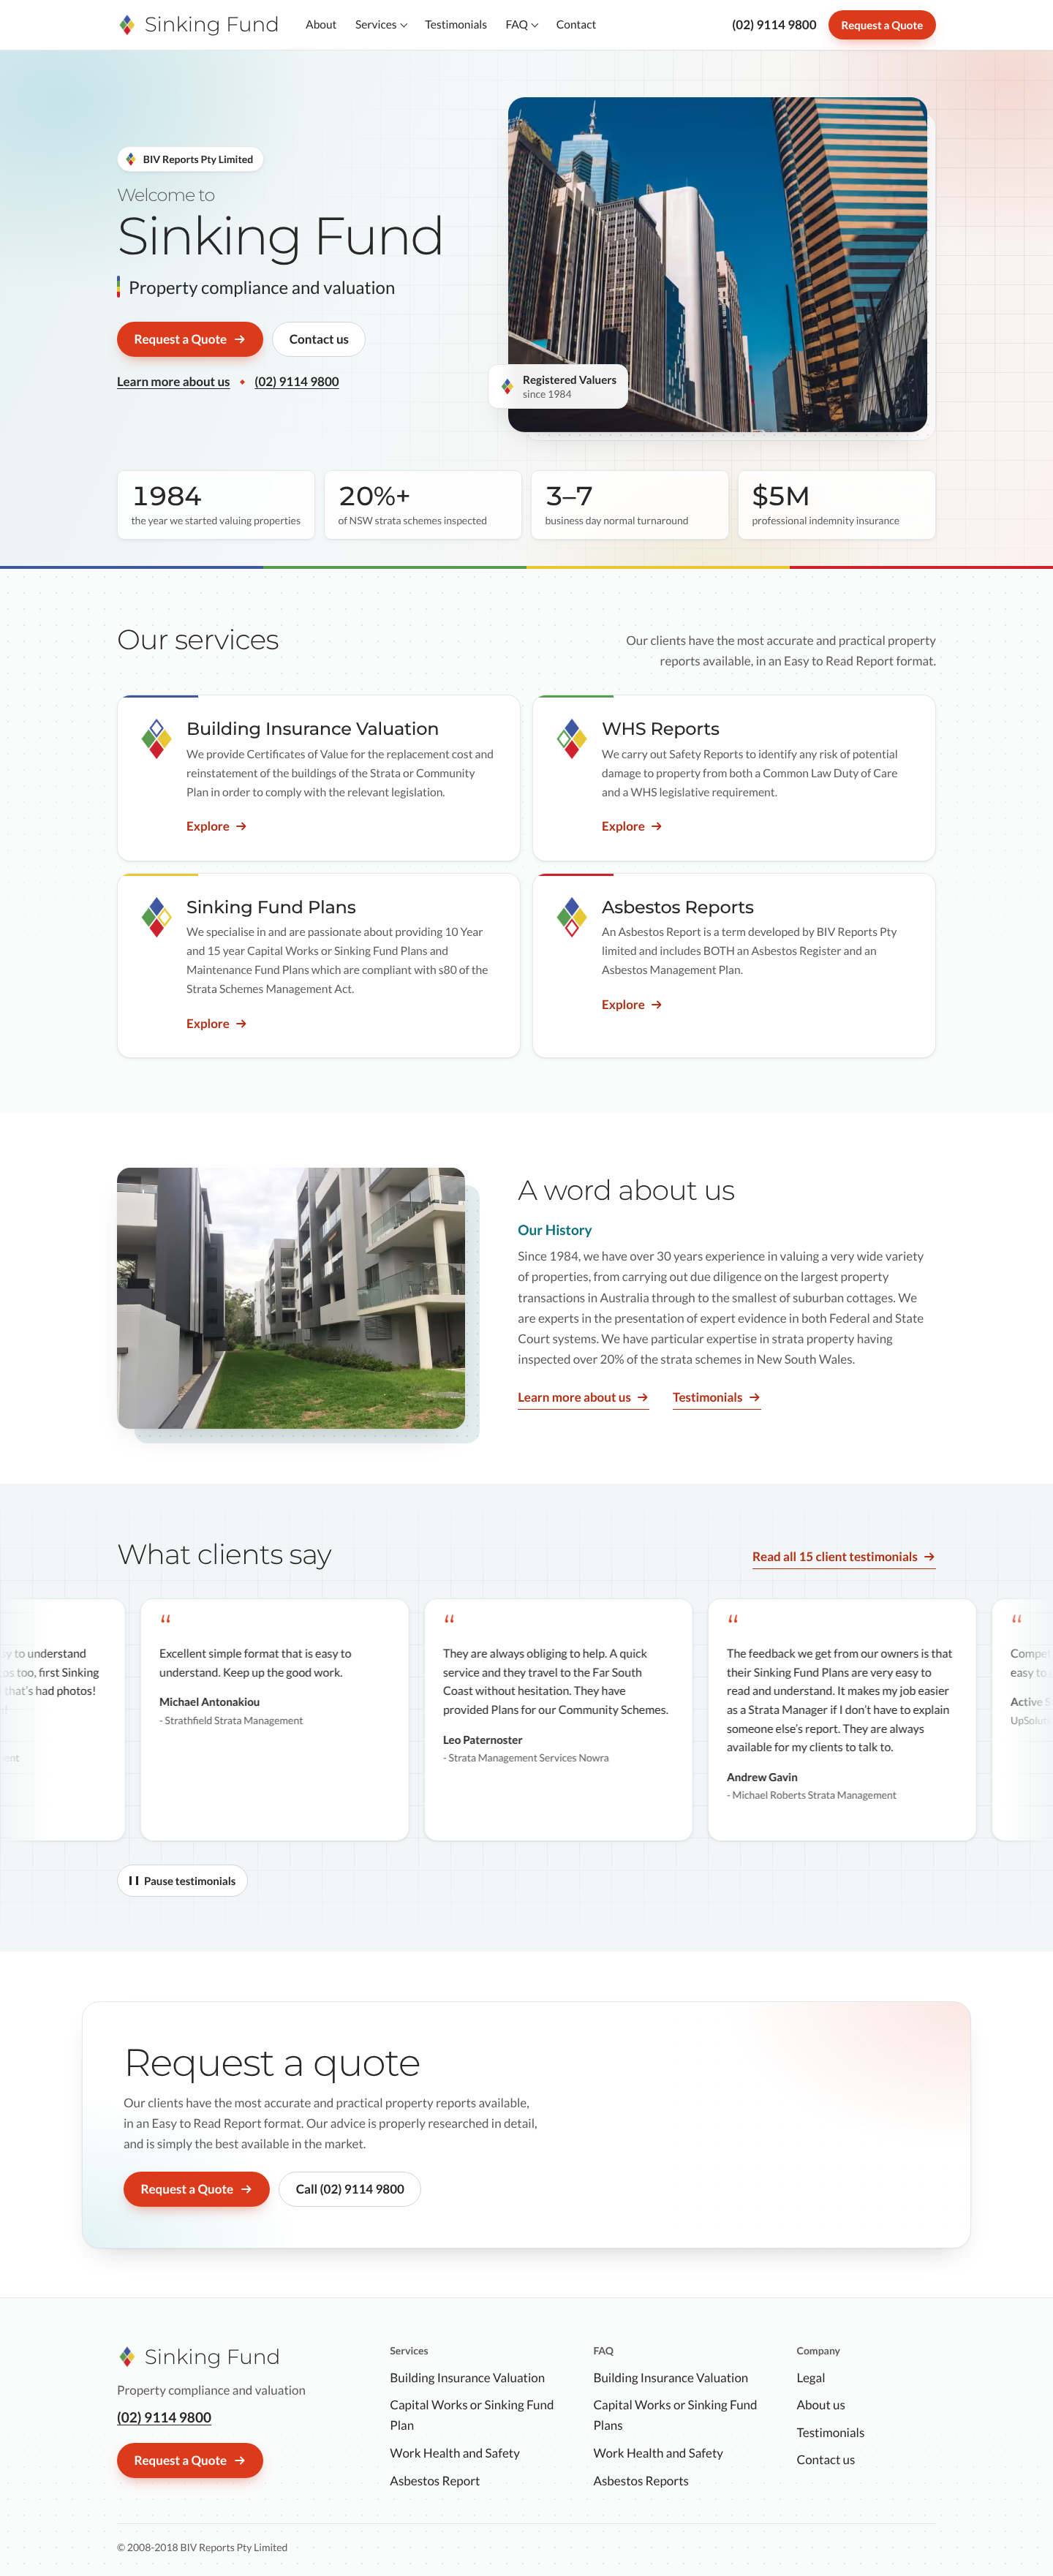 Sinking Fund
About
Services
Testimonials
FAQ
Contact
(02) 9114 9800
Request a Quote
BIV Reports Pty Limited
Welcome to
Sinking Fund
Property compliance and valuation
Request a Quote
Contact us
Learn more about us
(02) 9114 9800
Registered Valuers
since 1984
1984
the year we started valuing properties
20%+
of NSW strata schemes inspected
3–7
business day normal turnaround
$5M
professional indemnity insurance
Our services
Our clients have the most accurate and practical property
reports available, in an Easy to Read Report format.
Building Insurance Valuation
We provide Certificates of Value for the replacement cost and
reinstatement of the buildings of the Strata or Community
Plan in order to comply with the relevant legislation.
Explore
WHS Reports
We carry out Safety Reports to identify any risk of potential
damage to property from both a Common Law Duty of Care
and a WHS legislative requirement.
Explore
Sinking Fund Plans
We specialise in and are passionate about providing 10 Year
and 15 year Capital Works or Sinking Fund Plans and
Maintenance Fund Plans which are compliant with s80 of the
Strata Schemes Management Act.
Explore
Asbestos Reports
An Asbestos Report is a term developed by BIV Reports Pty
limited and includes BOTH an Asbestos Register and an
Asbestos Management Plan.
Explore
A word about us
Our History
Since 1984, we have over 30 years experience in valuing a very wide variety
of properties, from carrying out due diligence on the largest property
transactions in Australia through to the smallest of suburban cottages. We
are experts in the presentation of expert evidence in both Federal and State
Court systems. We have particular expertise in strata property having
inspected over 20% of the strata schemes in New South Wales.
Learn more about us
Testimonials
What clients say
Read all 15 client testimonials
to understand
too, first Sinking
that's had photos!
“
Excellent simple format that is easy to
understand. Keep up the good work.
Michael Antonakiou
- Strathfield Strata Management
“
They are always obliging to help. A quick
service and they travel to the Far South
Coast without hesitation. They have
provided Plans for our Community Schemes.
Leo Paternoster
- Strata Management Services Nowra
“
The feedback we get from our owners is that
their Sinking Fund Plans are very easy to
read and understand. It makes my job easier
as a Strata Manager if I don't have to explain
someone else's report. They are always
available for my clients to talk to.
Andrew Gavin
- Michael Roberts Strata Management
“
easy to
Active
Pause testimonials
Request a quote
Our clients have the most accurate and practical property reports available,
in an Easy to Read Report format. Our advice is properly researched in detail,
and is simply the best available in the market.
Request a Quote
Call (02) 9114 9800
Sinking Fund
Property compliance and valuation
(02) 9114 9800
Request a Quote
Services
Building Insurance Valuation
Capital Works or Sinking Fund
Plan
Work Health and Safety
Asbestos Report
FAQ
Building Insurance Valuation
Capital Works or Sinking Fund
Plans
Work Health and Safety
Asbestos Reports
Company
Legal
About us
Testimonials
Contact us
© 2008-2018 BIV Reports Pty Limited